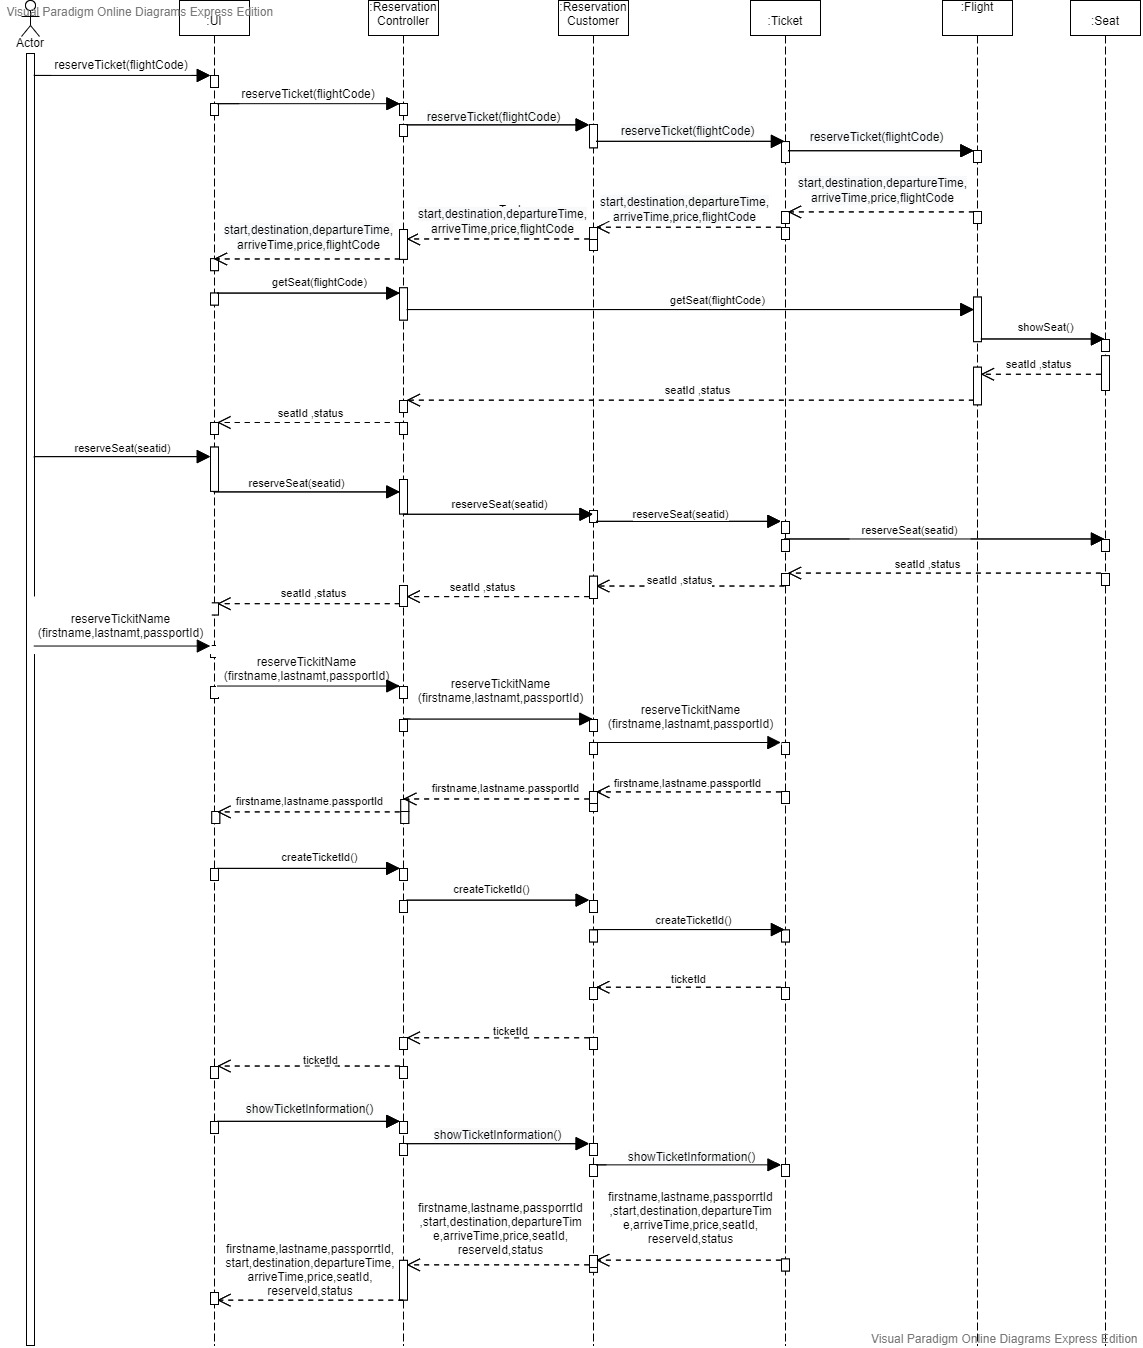 Visual Paradigm Online Diagrams Express Edition
Actor
:UI
:Reservation
Controller
:Reservation
Customer
:Ticket
:Flight
:Seat
reserveTicket(flightCode)
reserveTicket(flightCode)
reserveTicket(flightCode)
reserveTicket(flightCode)
reserveTicket(flightCode)
start,destination,departureTime,
arriveTime,price,flightCode
start,destination,departureTime,
arriveTime,price,flightCode
start,destination,departureTime,
arriveTime,price,flightCode
start,destination,departureTime,
arriveTime,price,flightCode
getSeat(flightCode)
getSeat(flightCode)
showSeat()
seatId ,status
seatId ,status
seatId ,status
reserveSeat(seatid)
reserveSeat(seatid)
reserveSeat(seatid)
reserveSeat(seatid)
reserveSeat(seatid)
seatId ,status
seatId ,status
seatId ,status
seatId ,status
reserveTickitName
(firstname,lastnamt,passportId)
reserveTickitName
(firstname,lastnamt,passportId)
reserveTickitName
(firstname,lastnamt,passportId)
reserveTickitName
(firstname,lastnamt,passportId)
firstname,lastname.passportId
firstname,lastname.passportId
firstname,lastname.passportId
createTicketId()
createTicketId()
createTicketId()
ticketId
ticketId
ticketId
showTicketInformation()
showTicketInformation()
showTicketInformation()
firstname,lastname,passporrtId
,start,destination,departureTim
e,arriveTime,price,seatId,
reserveId,status
firstname,lastname,passporrtId
,start,destination,departureTim
e,arriveTime,price,seatId,
reserveId,status
firstname,lastname,passporrtId,
start,destination,departureTime,
arriveTime,price,seatId,
reserveId,status
Visual Paradigm Online Diagrams Express Edition